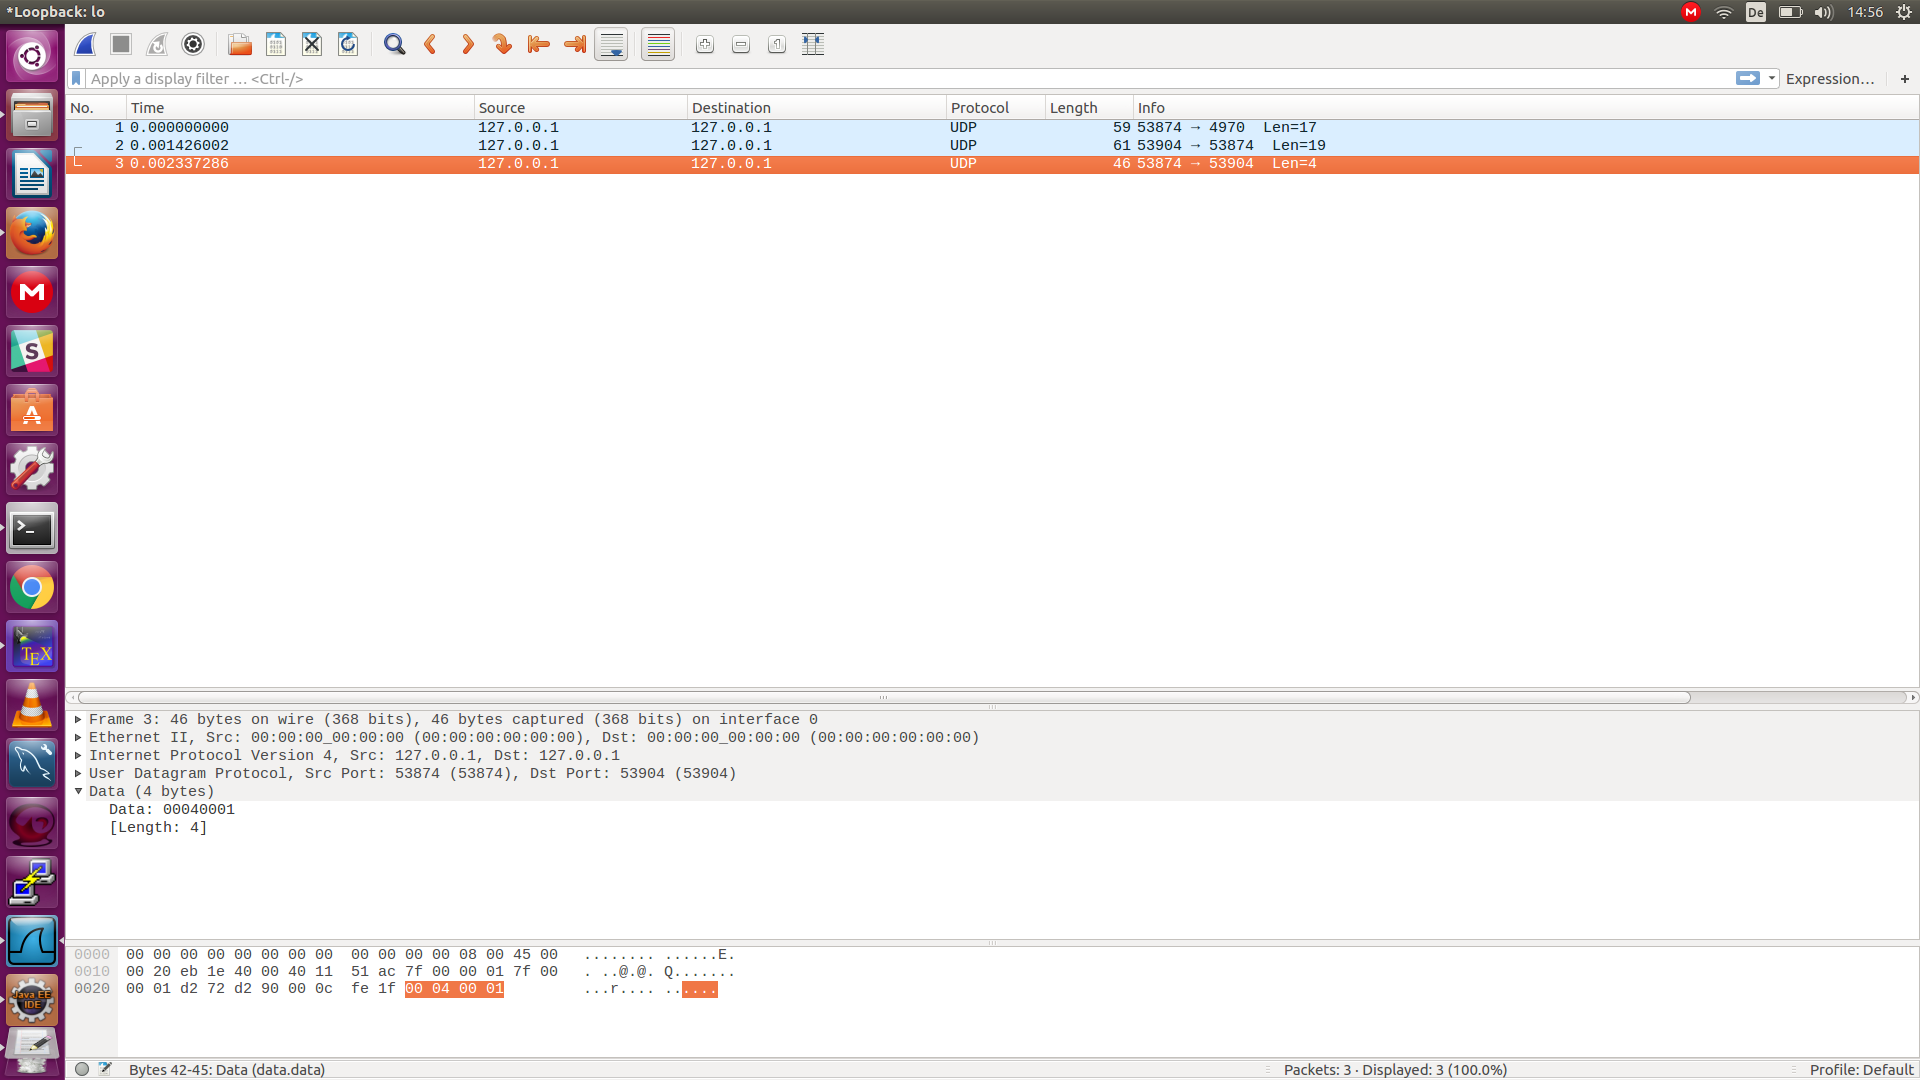 *Loopback: lo
M De 14:56
Apply a display filter … <Ctrl-/> Expression… +
No. Time Source Destination Protocol Length Info
1 0.000000000 127.0.0.1 127.0.0.1 UDP 59 53874 → 4970 Len=17
2 0.001426002 127.0.0.1 127.0.0.1 UDP 61 53904 → 53874 Len=19
3 0.002337286 127.0.0.1 127.0.0.1 UDP 46 53874 → 53904 Len=4
M
S
A
>_
TEX
Java EE
IDE
Frame 3: 46 bytes on wire (368 bits), 46 bytes captured (368 bits) on interface 0
Ethernet II, Src: 00:00:00_00:00:00 (00:00:00:00:00:00), Dst: 00:00:00_00:00:00 (00:00:00:00:00:00)
Internet Protocol Version 4, Src: 127.0.0.1, Dst: 127.0.0.1
User Datagram Protocol, Src Port: 53874 (53874), Dst Port: 53904 (53904)
Data (4 bytes)
Data: 00040001
[Length: 4]
0000 00 00 00 00 00 00 00 00 00 00 00 00 08 00 45 00 ........ ......E.
0010 00 20 eb 1e 40 00 40 11 51 ac 7f 00 00 01 7f 00 . ..@.@. Q.......
0020 00 01 d2 72 d2 90 00 0c fe 1f 00 04 00 01 ...r.... ......
Bytes 42-45: Data (data.data) Packets: 3 · Displayed: 3 (100.0%) Profile: Default